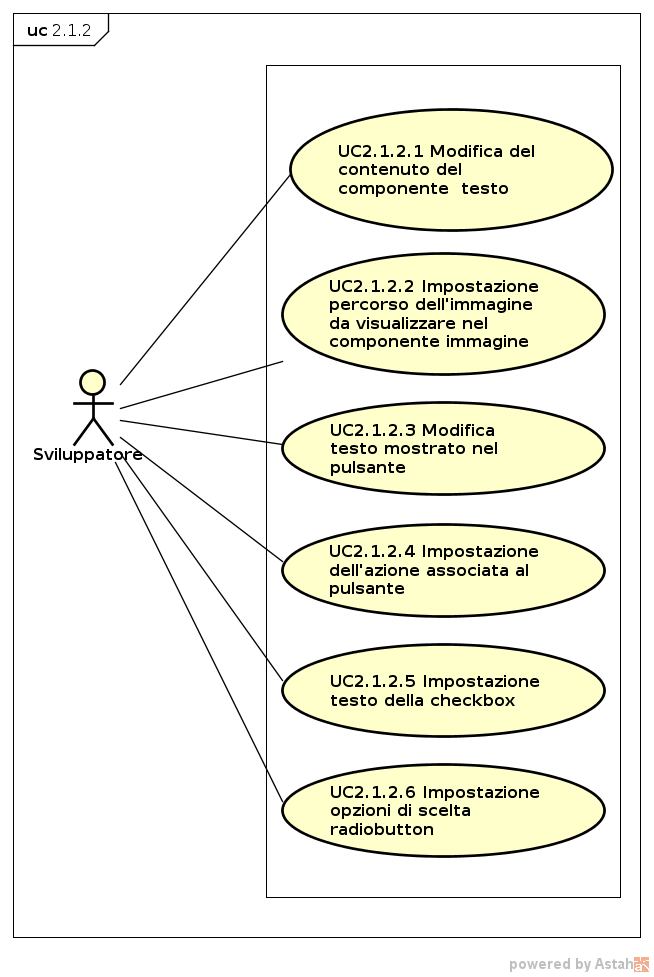 uc 2.1.2
UC2.1.2.1 Modifica del
contenuto del
componente  testo
UC2.1.2.2 Impostazione
percorso dell'immagine
da visualizzare nel
componente immagine
UC2.1.2.3 Modifica
testo mostrato nel
pulsante
Sviluppatore
UC2.1.2.4 Impostazione
dell'azione associata al
pulsante
UC2.1.2.5 Impostazione
testo della checkbox
UC2.1.2.6 Impostazione
opzioni di scelta
radiobutton
powered by Astah